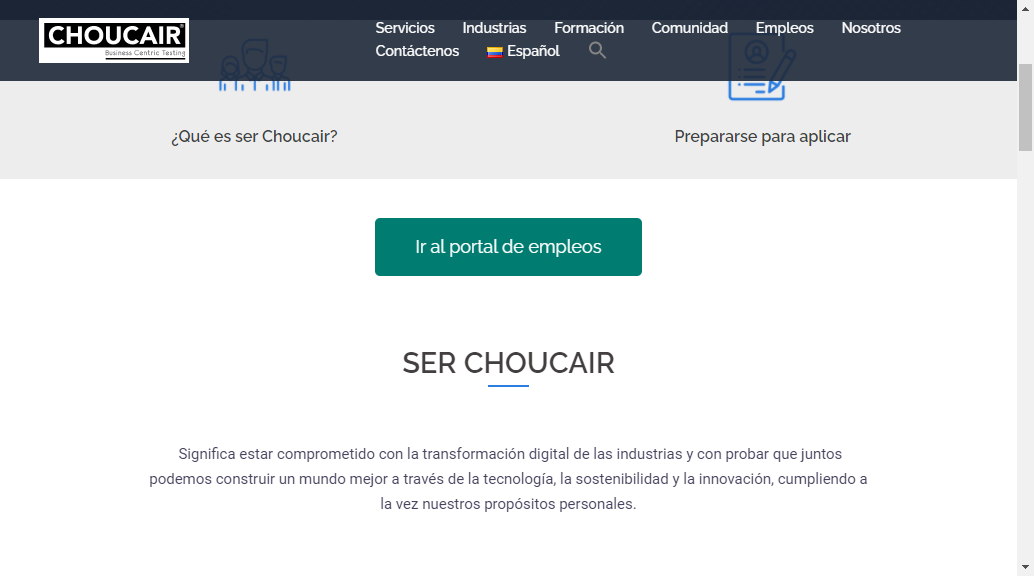 CHOUCAIR
Business Centric Testing
Servicios Industrias Formación Comunidad Empleos Nosotros
Contáctenos Español
¿Qué es ser Choucair?
Prepararse para aplicar
Ir al portal de empleos
SER CHOUCAIR
Significa estar comprometido con la transformación digital de las industrias y con probar que juntos
podemos construir un mundo mejor a través de la tecnología, la sostenibilidad y la innovación, cumpliendo a
la vez nuestros propósitos personales.